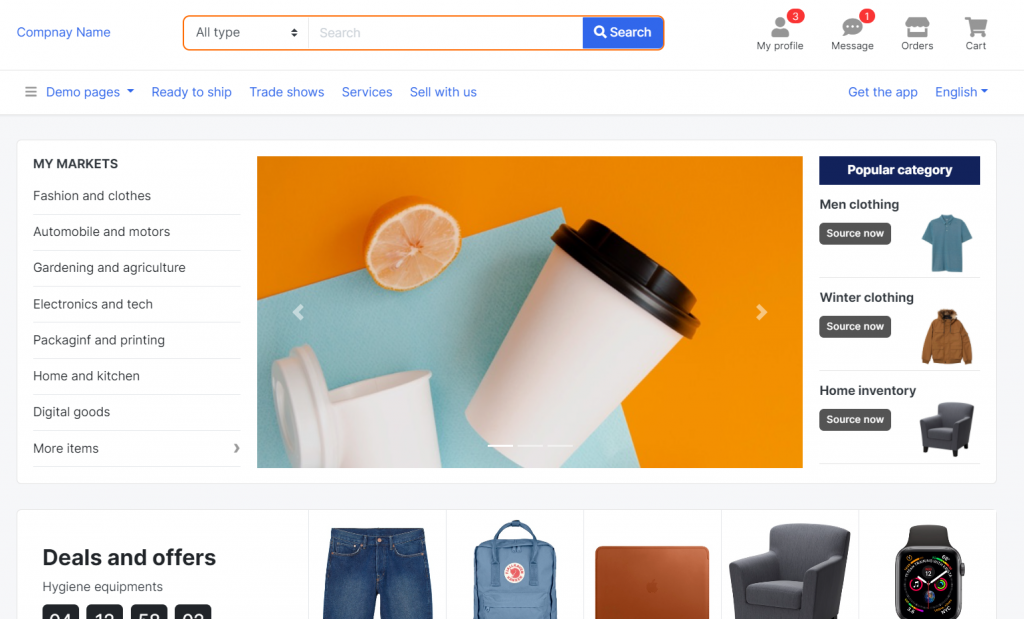 Compnay Name
All type
Search
Search
3
My profile
1
Message
Orders
Cart
Demo pages
Ready to ship
Trade shows
Services
Sell with us
Get the app
English
MY MARKETS
Fashion and clothes
Automobile and motors
Gardening and agriculture
Electronics and tech
Packaginf and printing
Home and kitchen
Digital goods
More items
Popular category
Men clothing
Source now
Winter clothing
Source now
Home inventory
Source now
Deals and offers
Hygiene equipments
04 12 58 02